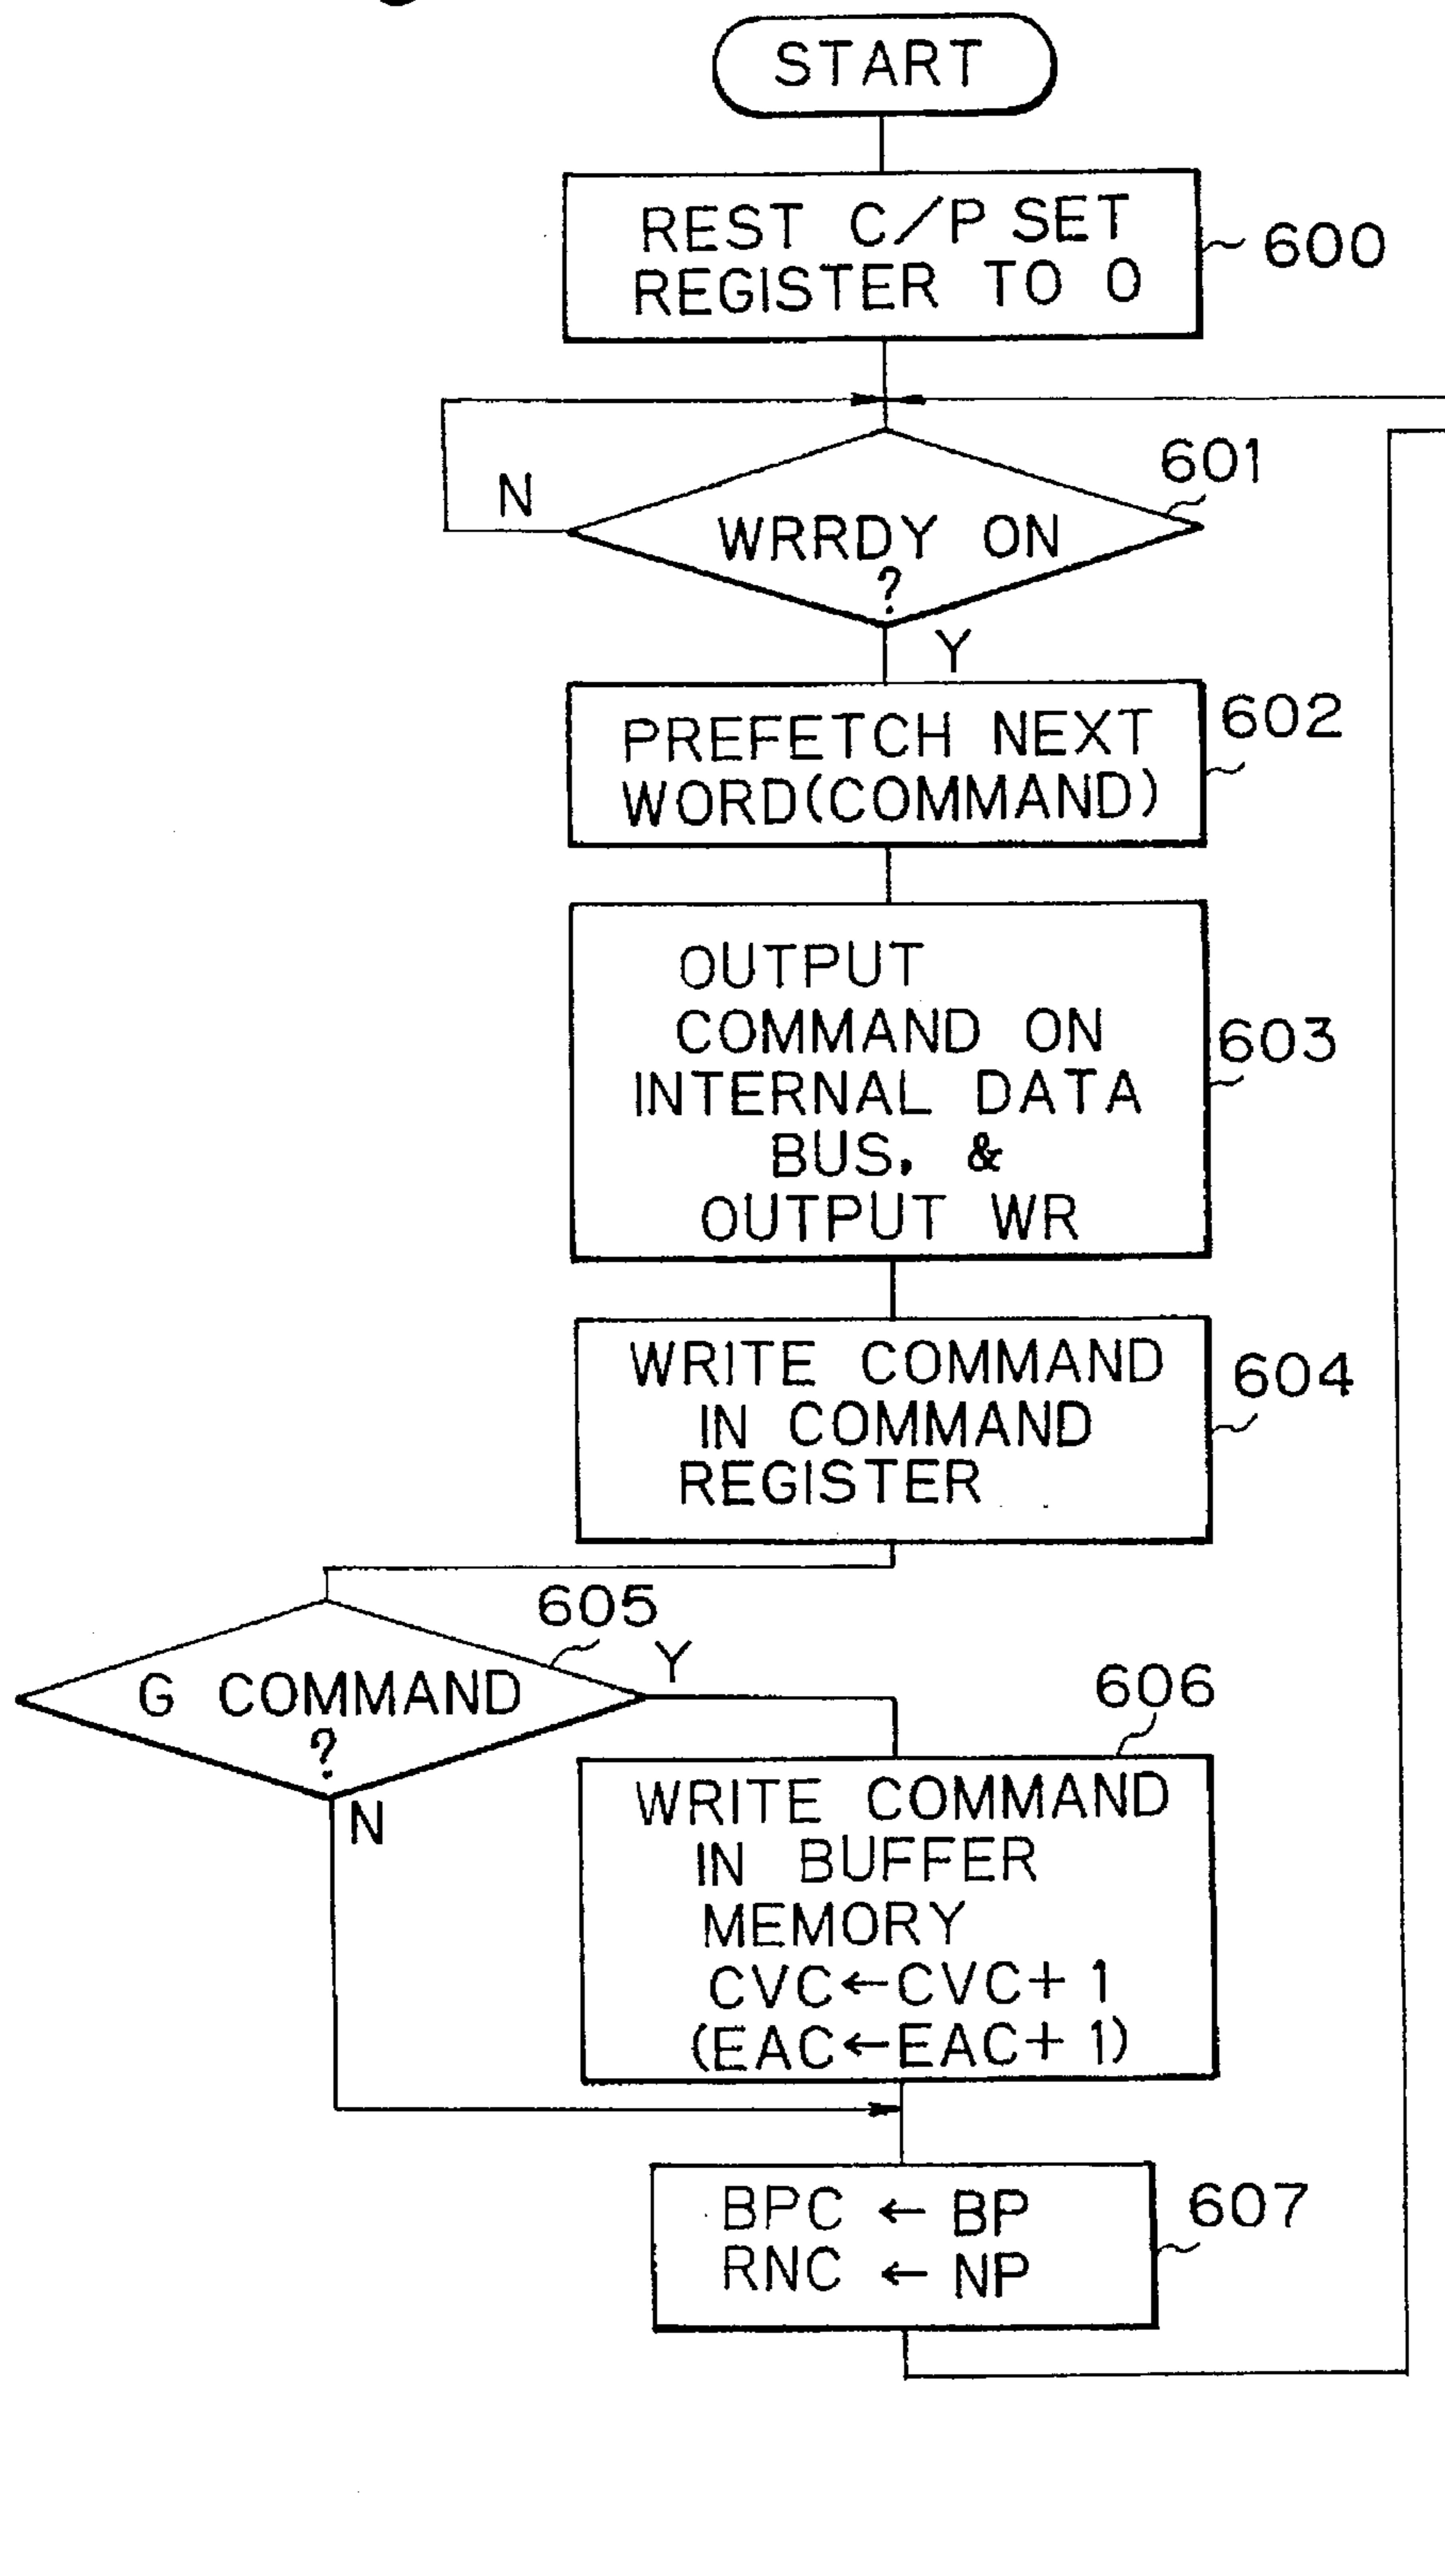 START
REST C/P SET
REGISTER TO 0
600
601
N
WRRDY ON
?
Y
PREFETCH NEXT
WORD(COMMAND)
602
OUTPUT
COMMAND ON
INTERNAL DATA
BUS, &
OUTPUT WR
603
WRITE COMMAND
IN COMMAND
REGISTER
604
605
Y
G COMMAND
?
N
606
WRITE COMMAND
IN BUFFER
MEMORY
CVC←CVC+1
(EAC←EAC+1)
BPC ← BP
RNC ← NP
607